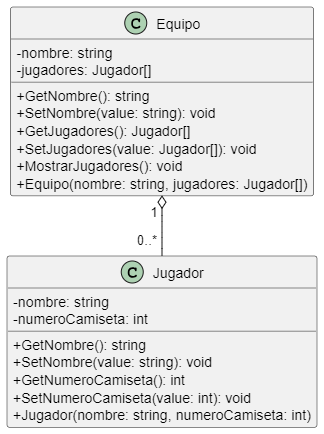 C Equipo
-nombre: string
-jugadores: Jugador[]
+GetNombre(): string
+SetNombre(value: string): void
+GetJugadores(): Jugador[]
+SetJugadores(value: Jugador[]): void
+MostrarJugadores(): void
+Equipo(nombre: string, jugadores: Jugador[])
1
0..*
C Jugador
-nombre: string
-numeroCamiseta: int
+GetNombre(): string
+SetNombre(value: string): void
+GetNumeroCamiseta(): int
+SetNumeroCamiseta(value: int): void
+Jugador(nombre: string, numeroCamiseta: int)